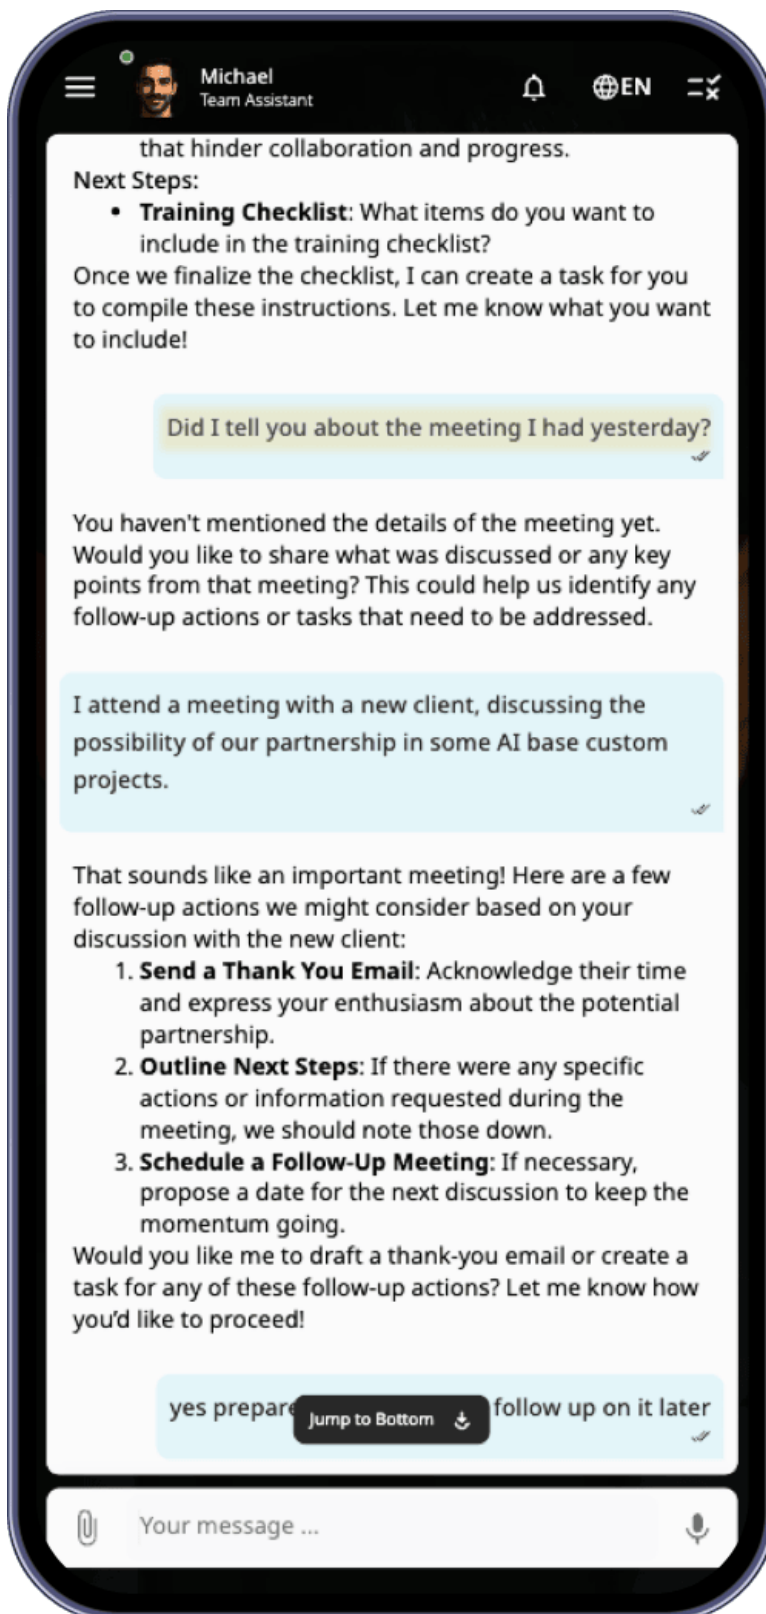 Michael
Team Assistant
EN
that hinder collaboration and progress.
Next Steps:
• Training Checklist: What items do you want to
include in the training checklist?
Once we finalize the checklist, I can create a task for you
to compile these instructions. Let me know what you want
to include!
Did I tell you about the meeting I had yesterday?
You haven't mentioned the details of the meeting yet.
Would you like to share what was discussed or any key
points from that meeting? This could help us identify any
follow-up actions or tasks that need to be addressed.
I attend a meeting with a new client, discussing the
possibility of our partnership in some AI base custom
projects.
That sounds like an important meeting! Here are a few
follow-up actions we might consider based on your
discussion with the new client:
1. Send a Thank You Email: Acknowledge their time
and express your enthusiasm about the potential
partnership.
2. Outline Next Steps: If there were any specific
actions or information requested during the
meeting, we should note those down.
3. Schedule a Follow-Up Meeting: If necessary,
propose a date for the next discussion to keep the
momentum going.
Would you like me to draft a thank-you email or create a
task for any of these follow-up actions? Let me know how
you’d like to proceed!
yes prepare follow up on it later
Jump to Bottom
Your message ...